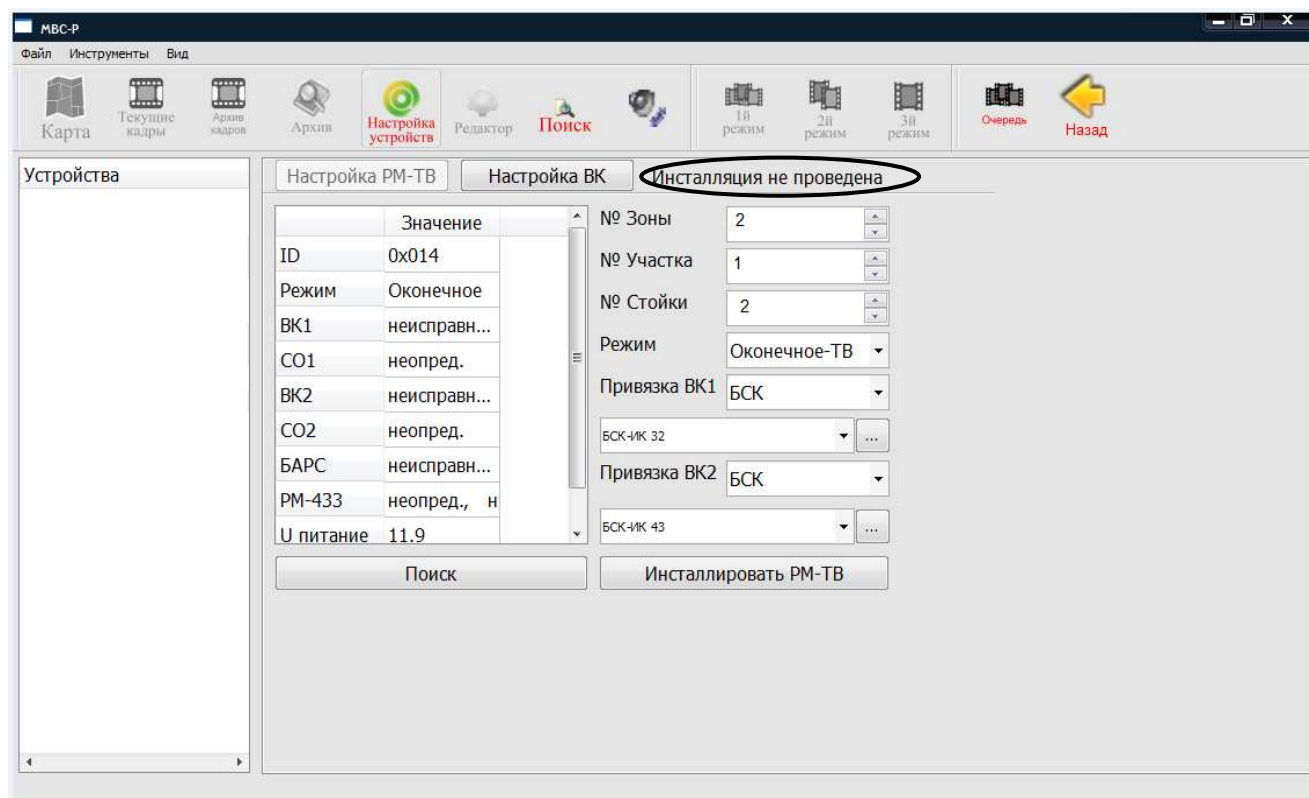 МВС-Р
Файл Инструменты Вид
Карта
Текущие
кадры
Архив
кадров
Архив
Настройка
устройств
Редактор
Поиск
1й
режим
2й
режим
3й
режим
Очередь
Назад
Устройства
Настройка РМ-ТВ Настройка ВК Инсталляция не проведена
Значение
ID 0x014
Режим Оконечное
ВК1 неисправн...
СО1 неопред.
ВК2 неисправн...
СО2 неопред.
БАРС неисправн...
РМ-433 неопред., н
U питание 11.9
Поиск
№ Зоны 2
№ Участка 1
№ Стойки 2
Режим Оконечное-ТВ
Привязка ВК1 БСК
БСК-ИК 32 ...
Привязка ВК2 БСК
БСК-ИК 43 ...
Инсталлировать РМ-ТВ